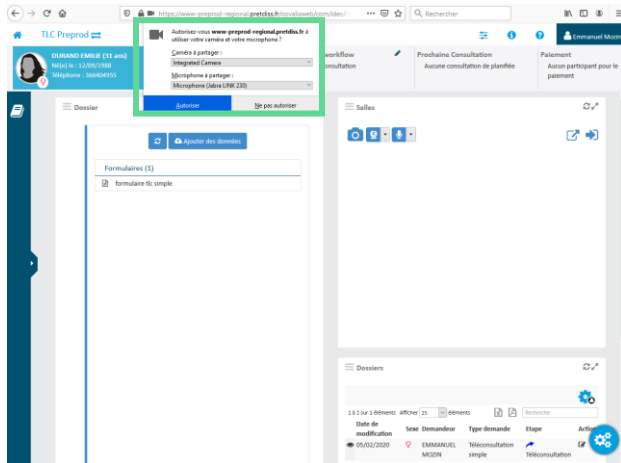 https://www-preprod-regional.pretdiss.fr/
Rechercher
TLC Preprod
Emmanuel Mozin
Autorisez-vous www-preprod-regional.pretdiss.fr à
utiliser votre caméra et votre microphone ?
Caméra à partager :
Integrated Camera
Microphone à partager :
Microphone (Jabra LINK 230)
Autoriser
Ne pas autoriser
DURAND EMILIE (31 ans)
Né(e) le : 12/09/1988
Téléphone : 366404955
workflow
onsultation
Prochaine Consultation
Aucune consultation de planifiée
Paiement
Aucun participant pour le
paiement
Dossier
Ajouter des données
Formulaires (1)
formulaire tlc simple
Salles
Dossiers
1 à 1 sur 1 éléments Afficher 25 éléments
Recherche
Date de modification Sexe Demandeur Type demande Etape Action
05/02/2020 EMMANUEL MOZIN Téléconsultation simple Téléconsultation